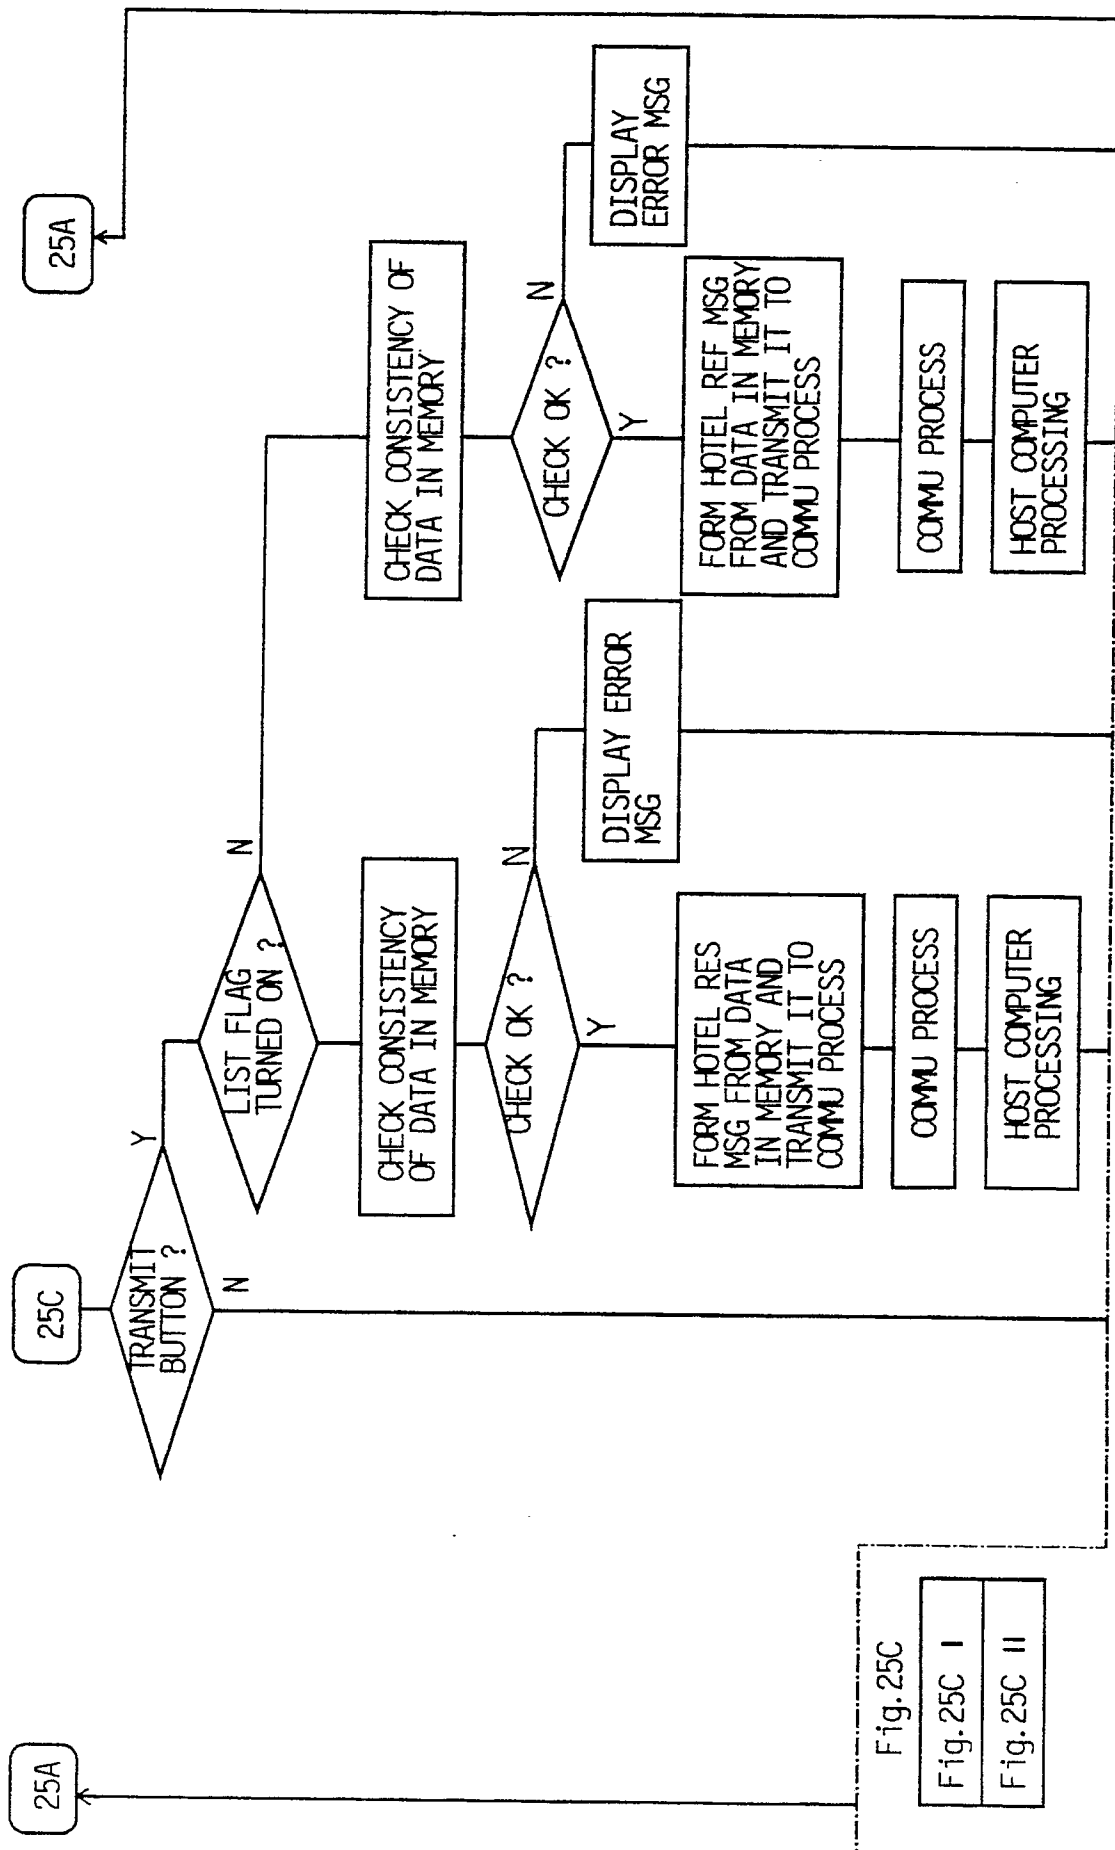 25A
25C
25A
TRANSMIT
BUTTON ?
Y
N
LIST FLAG
TURNED ON ?
N
CHECK CONSISTENCY
OF DATA IN MEMORY
CHECK CONSISTENCY OF
DATA IN MEMORY
CHECK OK ?
N
Y
CHECK OK ?
N
Y
DISPLAY ERROR
MSG
DISPLAY
ERROR MSG
FORM HOTEL RES
MSG FROM DATA
IN MEMORY AND
TRANSMIT IT TO
COMMU PROCESS
FORM HOTEL REF MSG
FROM DATA IN MEMORY
AND TRANSMIT IT TO
COMMU PROCESS
COMMU PROCESS
COMMU PROCESS
HOST COMPUTER
PROCESSING
HOST COMPUTER
PROCESSING
Fig.25C
Fig.25C I
Fig.25C II